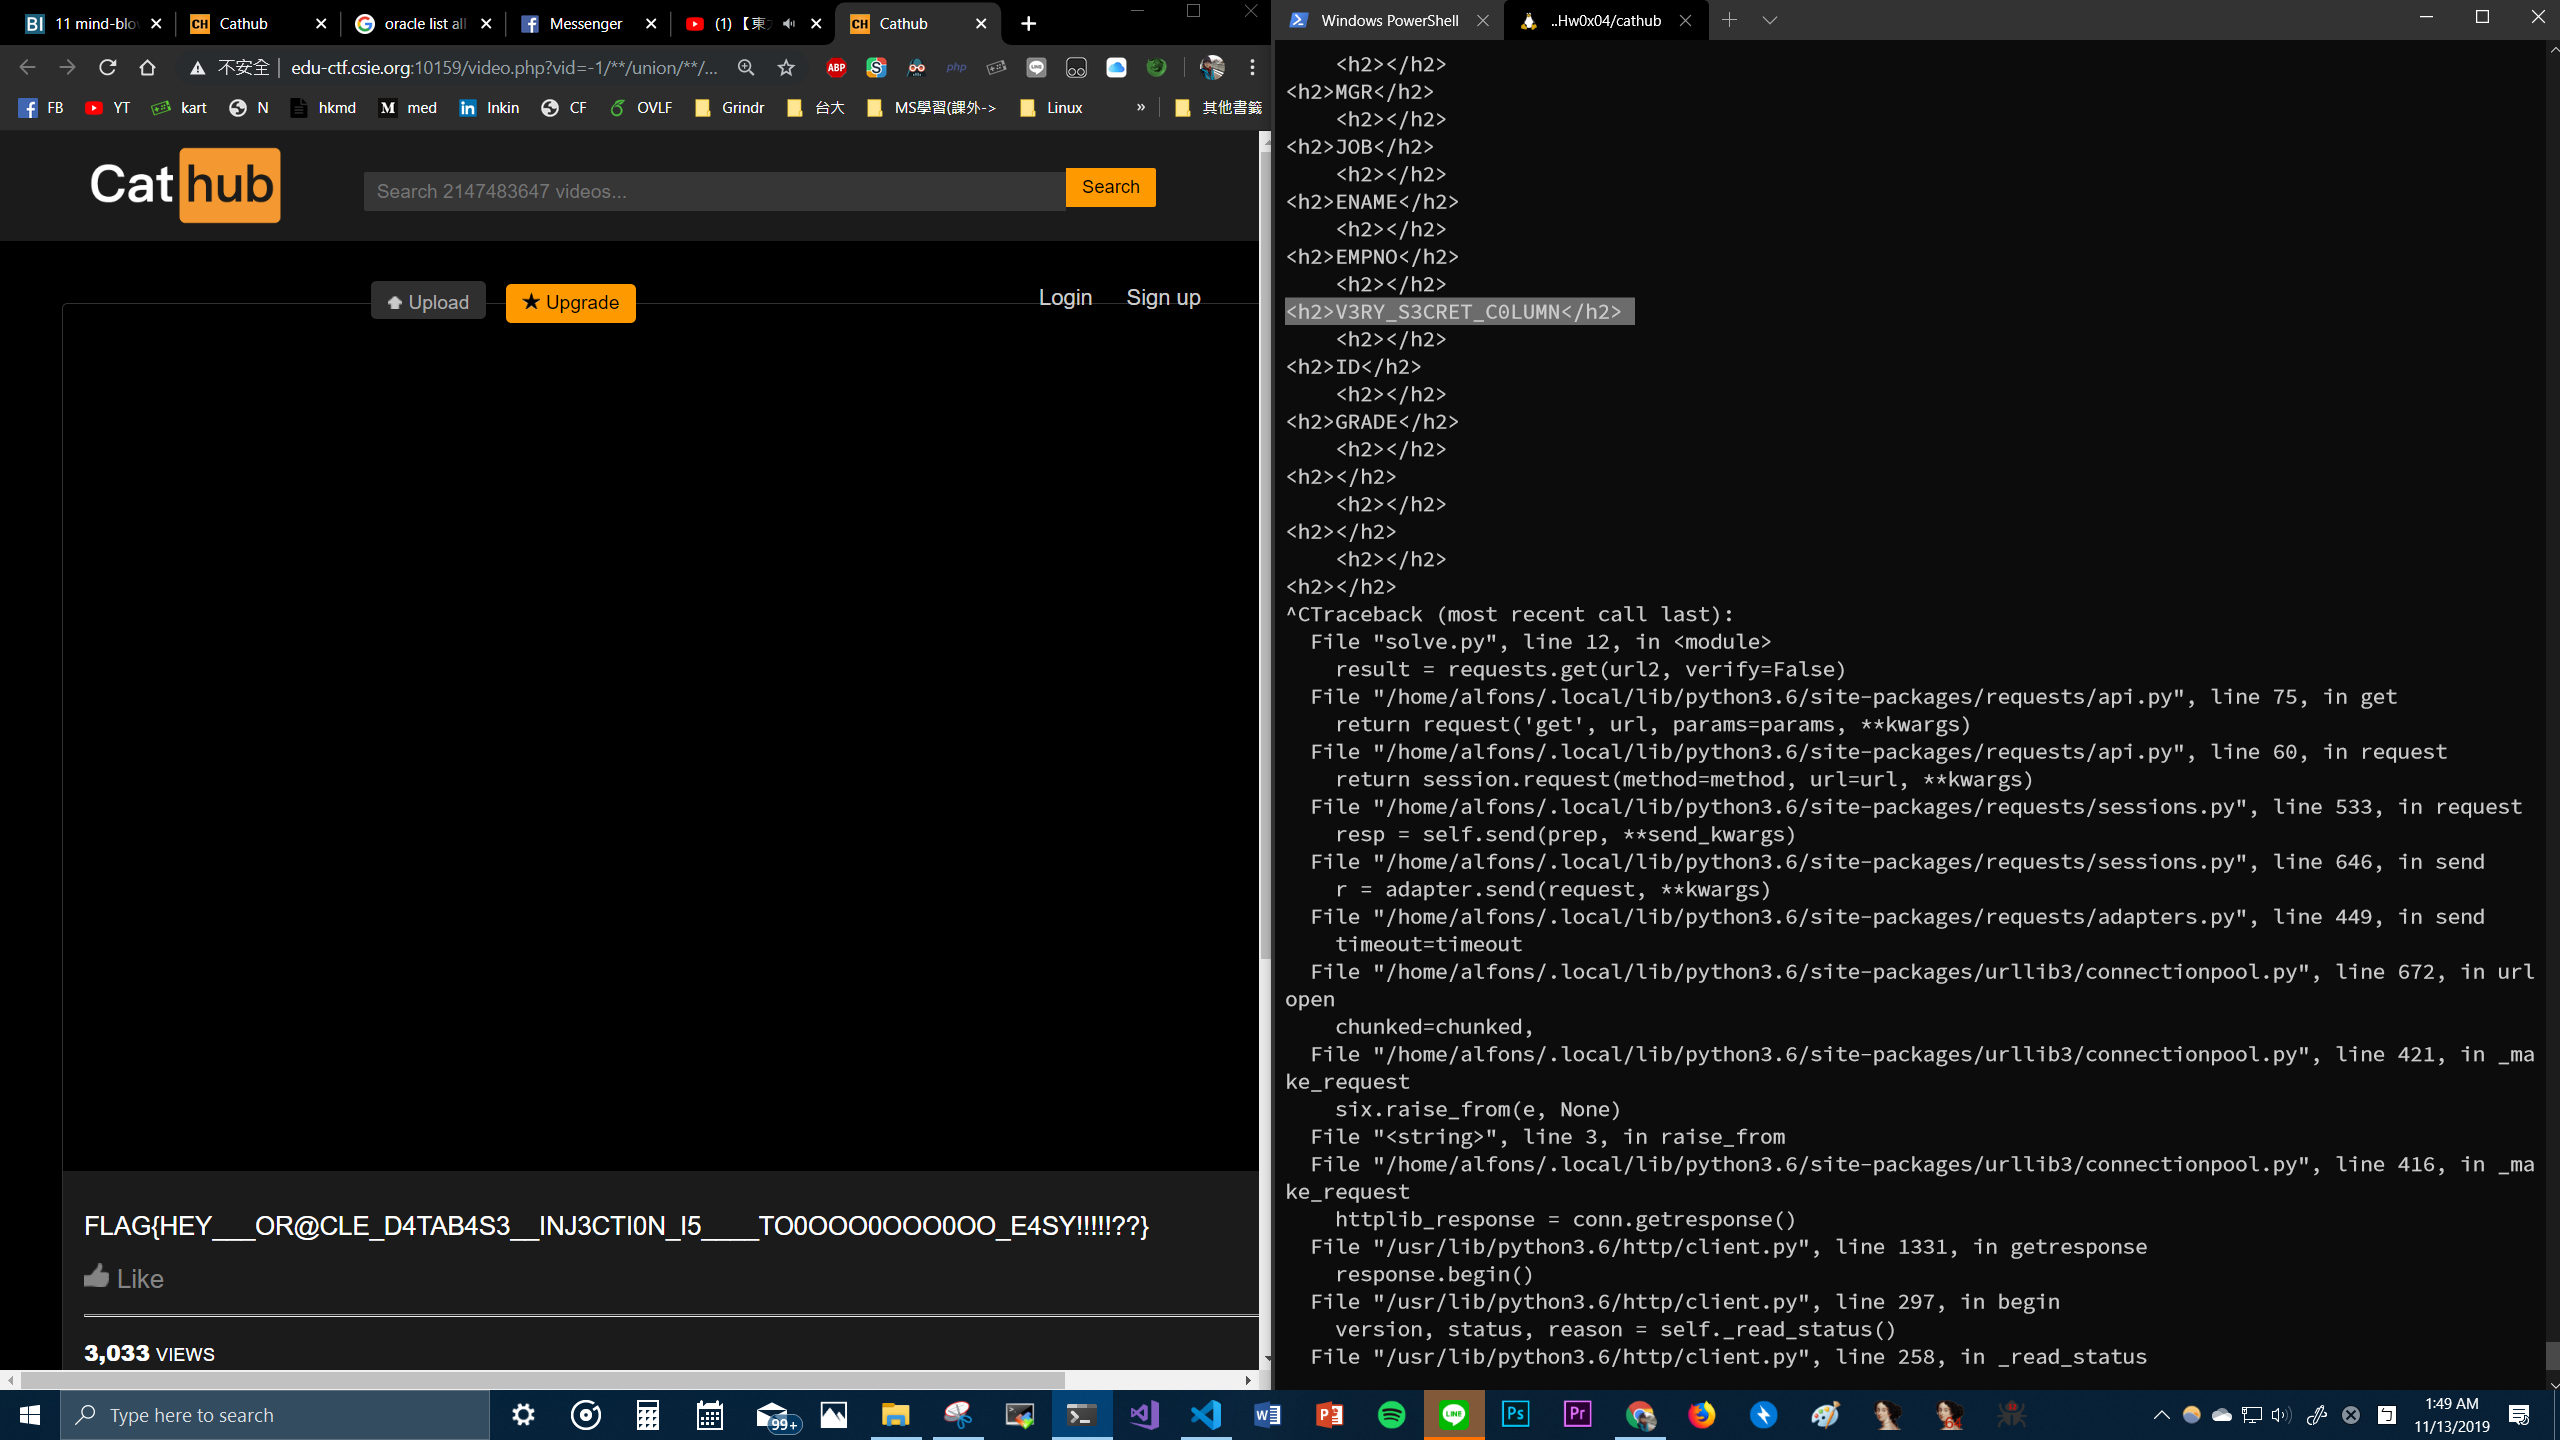 11 mind-blo
Cathub
oracle list all
Messenger
(1)【東方
Cathub
不安全
edu-ctf.csie.org:10159/video.php?vid=-1/**/union/**/...
FB
YT
kart
N
hkmd
med
lnkin
CF
OVLF
Grindr
台大
MS學習(課外->
Linux
»
其他書籤
Cat hub
Search 2147483647 videos...
Search
Upload
★ Upgrade
Login
Sign up
FLAG{HEY___OR@CLE_D4TAB4S3__INJ3CTI0N_I5____TO0OOO0OOO0OO_E4SY!!!!!??}
Like
3,033 VIEWS
Windows PowerShell
..Hw0x04/cathub
<h2></h2>
<h2>MGR</h2>
<h2></h2>
<h2>JOB</h2>
<h2></h2>
<h2>ENAME</h2>
<h2></h2>
<h2>EMPNO</h2>
<h2></h2>
<h2>V3RY_S3CRET_C0LUMN</h2>
<h2></h2>
<h2>ID</h2>
<h2></h2>
<h2>GRADE</h2>
<h2></h2>
<h2></h2>
<h2></h2>
<h2></h2>
<h2></h2>
<h2></h2>
^CTraceback (most recent call last):
File "solve.py", line 12, in <module>
result = requests.get(url2, verify=False)
File "/home/alfons/.local/lib/python3.6/site-packages/requests/api.py", line 75, in get
return request('get', url, params=params, **kwargs)
File "/home/alfons/.local/lib/python3.6/site-packages/requests/api.py", line 60, in request
return session.request(method=method, url=url, **kwargs)
File "/home/alfons/.local/lib/python3.6/site-packages/requests/sessions.py", line 533, in request
resp = self.send(prep, **send_kwargs)
File "/home/alfons/.local/lib/python3.6/site-packages/requests/sessions.py", line 646, in send
r = adapter.send(request, **kwargs)
File "/home/alfons/.local/lib/python3.6/site-packages/requests/adapters.py", line 449, in send
timeout=timeout
File "/home/alfons/.local/lib/python3.6/site-packages/urllib3/connectionpool.py", line 672, in url
open
chunked=chunked,
File "/home/alfons/.local/lib/python3.6/site-packages/urllib3/connectionpool.py", line 421, in _ma
ke_request
six.raise_from(e, None)
File "<string>", line 3, in raise_from
File "/home/alfons/.local/lib/python3.6/site-packages/urllib3/connectionpool.py", line 416, in _ma
ke_request
httplib_response = conn.getresponse()
File "/usr/lib/python3.6/http/client.py", line 1331, in getresponse
response.begin()
File "/usr/lib/python3.6/http/client.py", line 297, in begin
version, status, reason = self._read_status()
File "/usr/lib/python3.6/http/client.py", line 258, in _read_status
Type here to search
99+
1:49 AM
11/13/2019